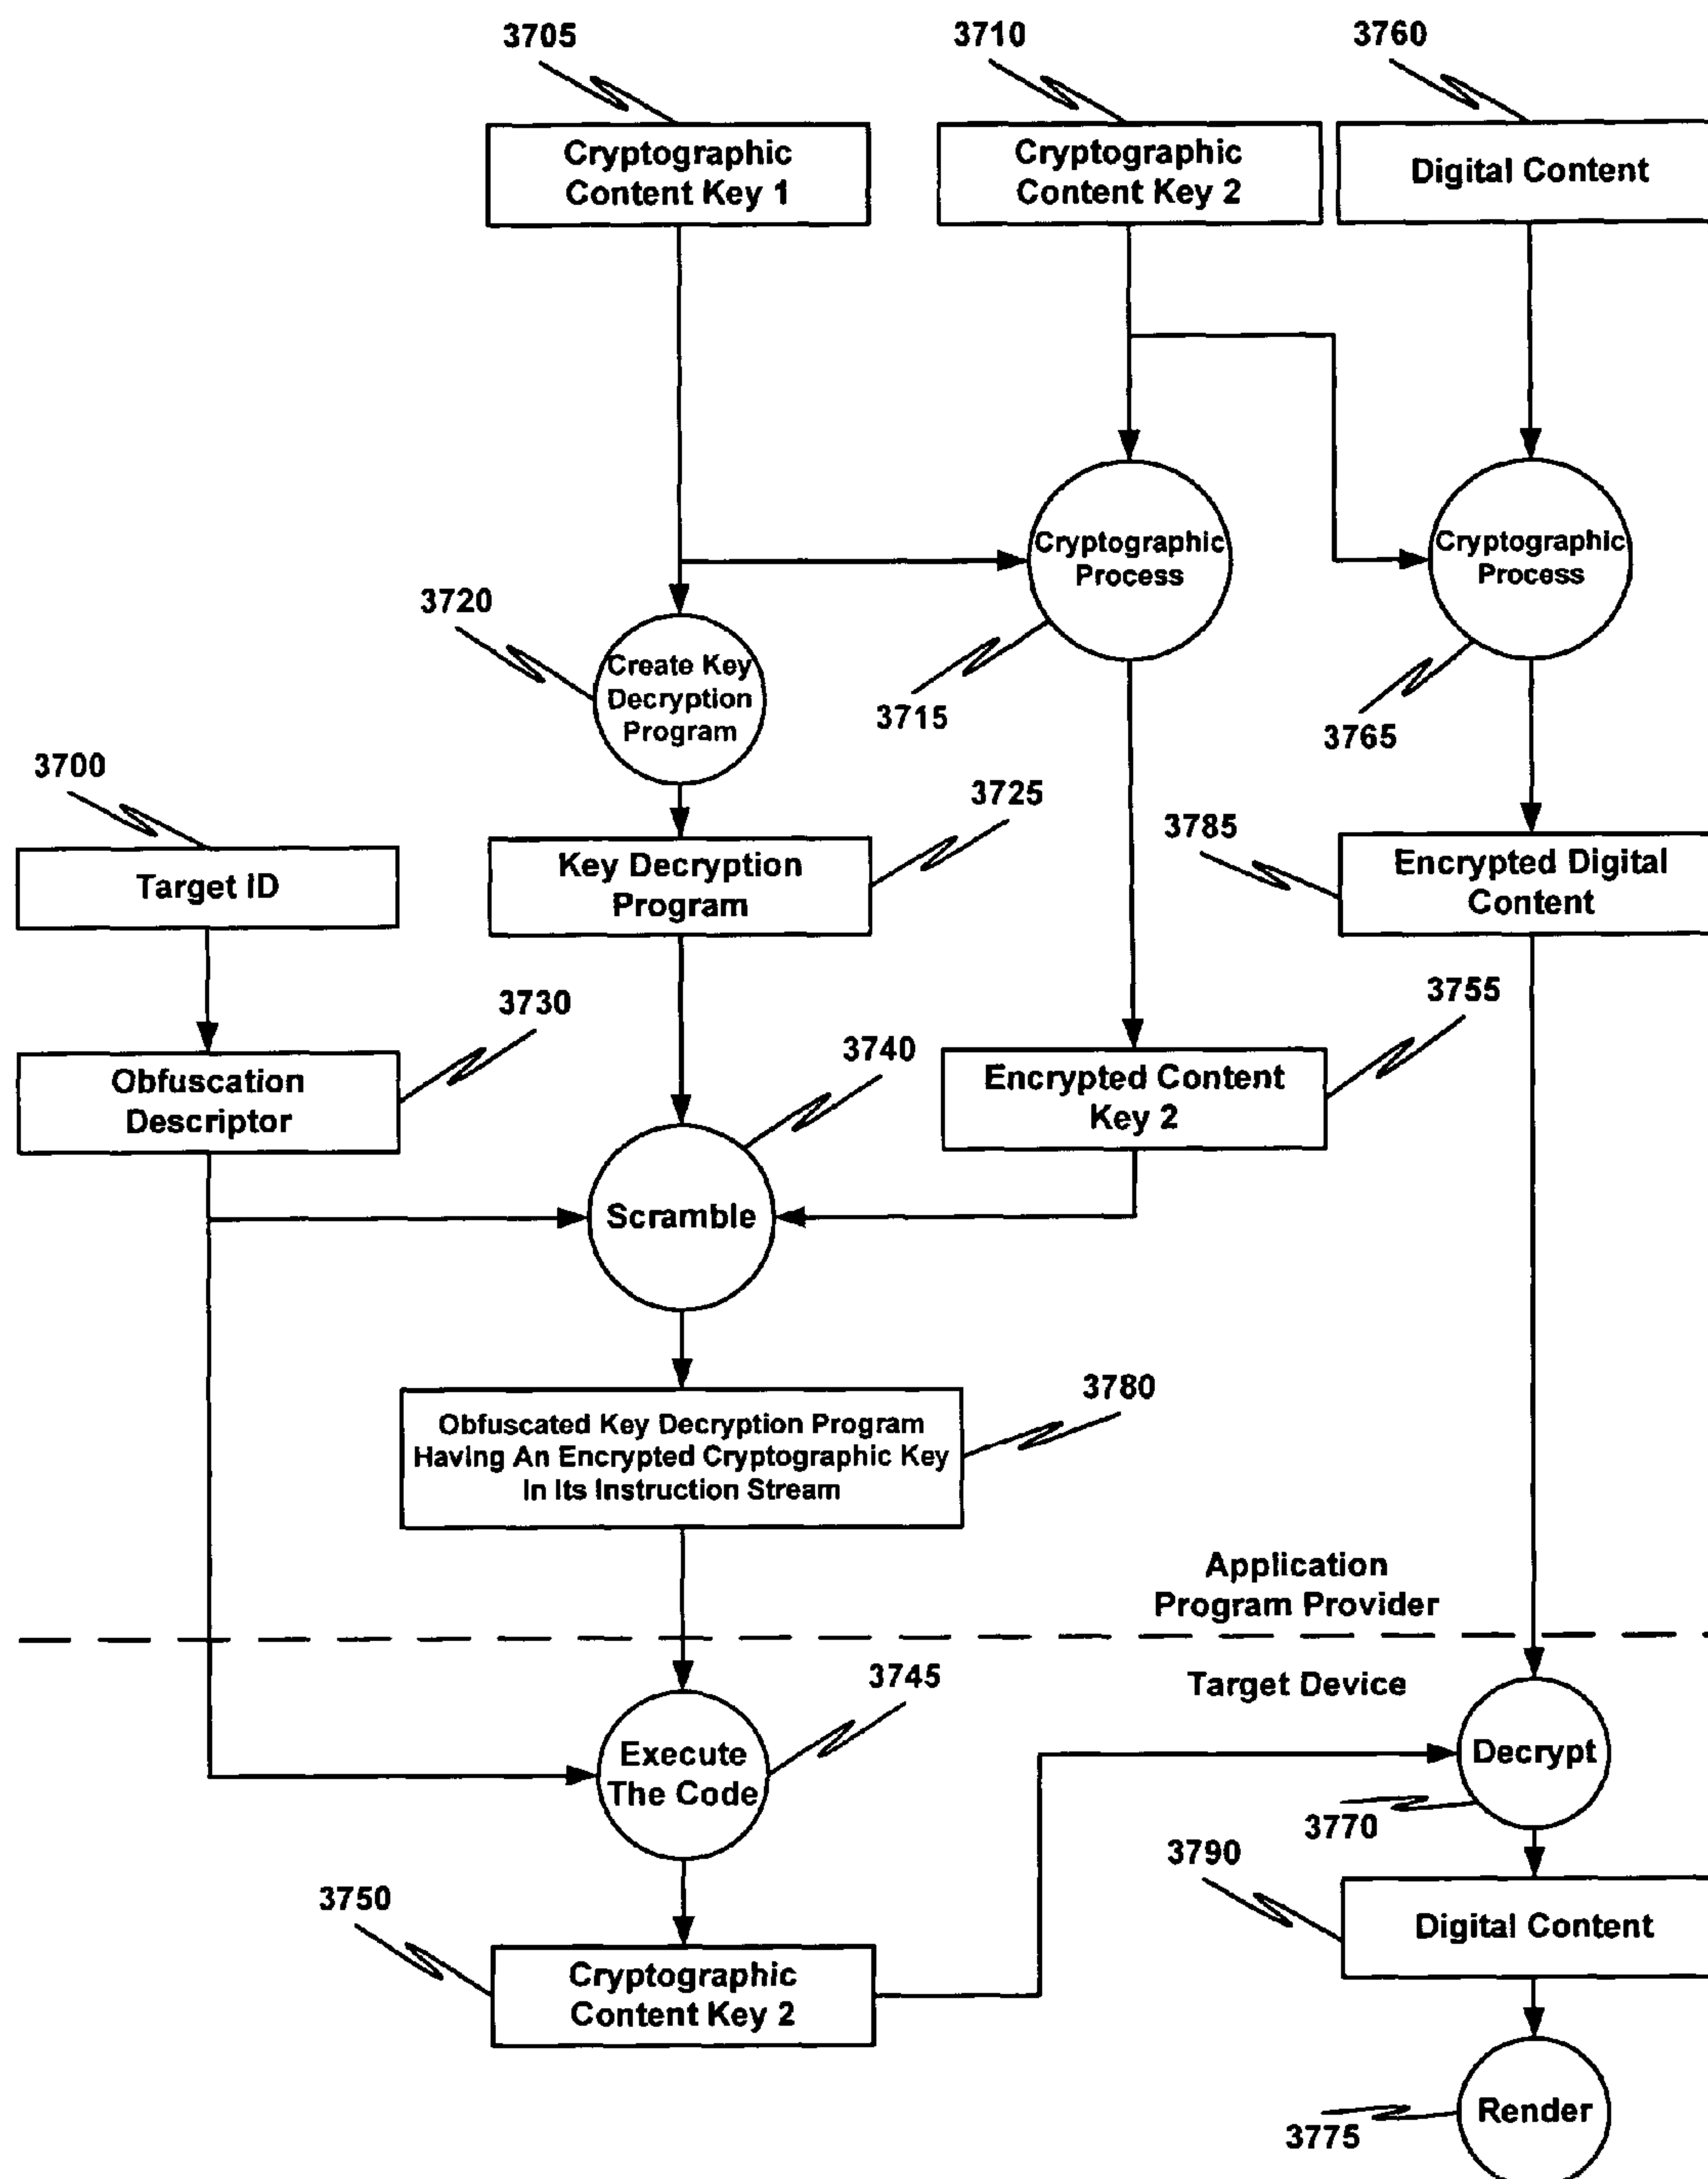 3705
3710
3760
Cryptographic
Content Key 1
Cryptographic
Content Key 2
Digital Content
Cryptographic
Process
Cryptographic
Process
3720
Create Key
Decryption
Program
3715
3765
3700
3725
3785
Target ID
Key Decryption
Program
Encrypted Digital
Content
3730
3755
3740
Obfuscation
Descriptor
Encrypted Content
Key 2
Scramble
3780
Obfuscated Key Decryption Program
Having An Encrypted Cryptographic Key
In Its Instruction Stream
Application
Program Provider
Target Device
3745
Execute
The Code
Decrypt
3770
3790
3750
Digital Content
Cryptographic
Content Key 2
Render
3775